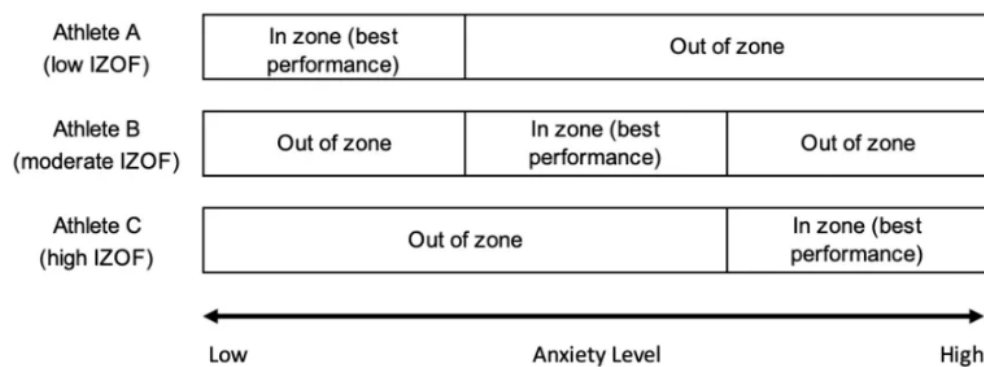 Athlete A
(low IZOF)
In zone (best
performance)
Out of zone
Athlete B
(moderate IZOF)
Out of zone
In zone (best
performance)
Out of zone
Athlete C
(high IZOF)
Out of zone
In zone (best
performance)
Low
Anxiety Level
High